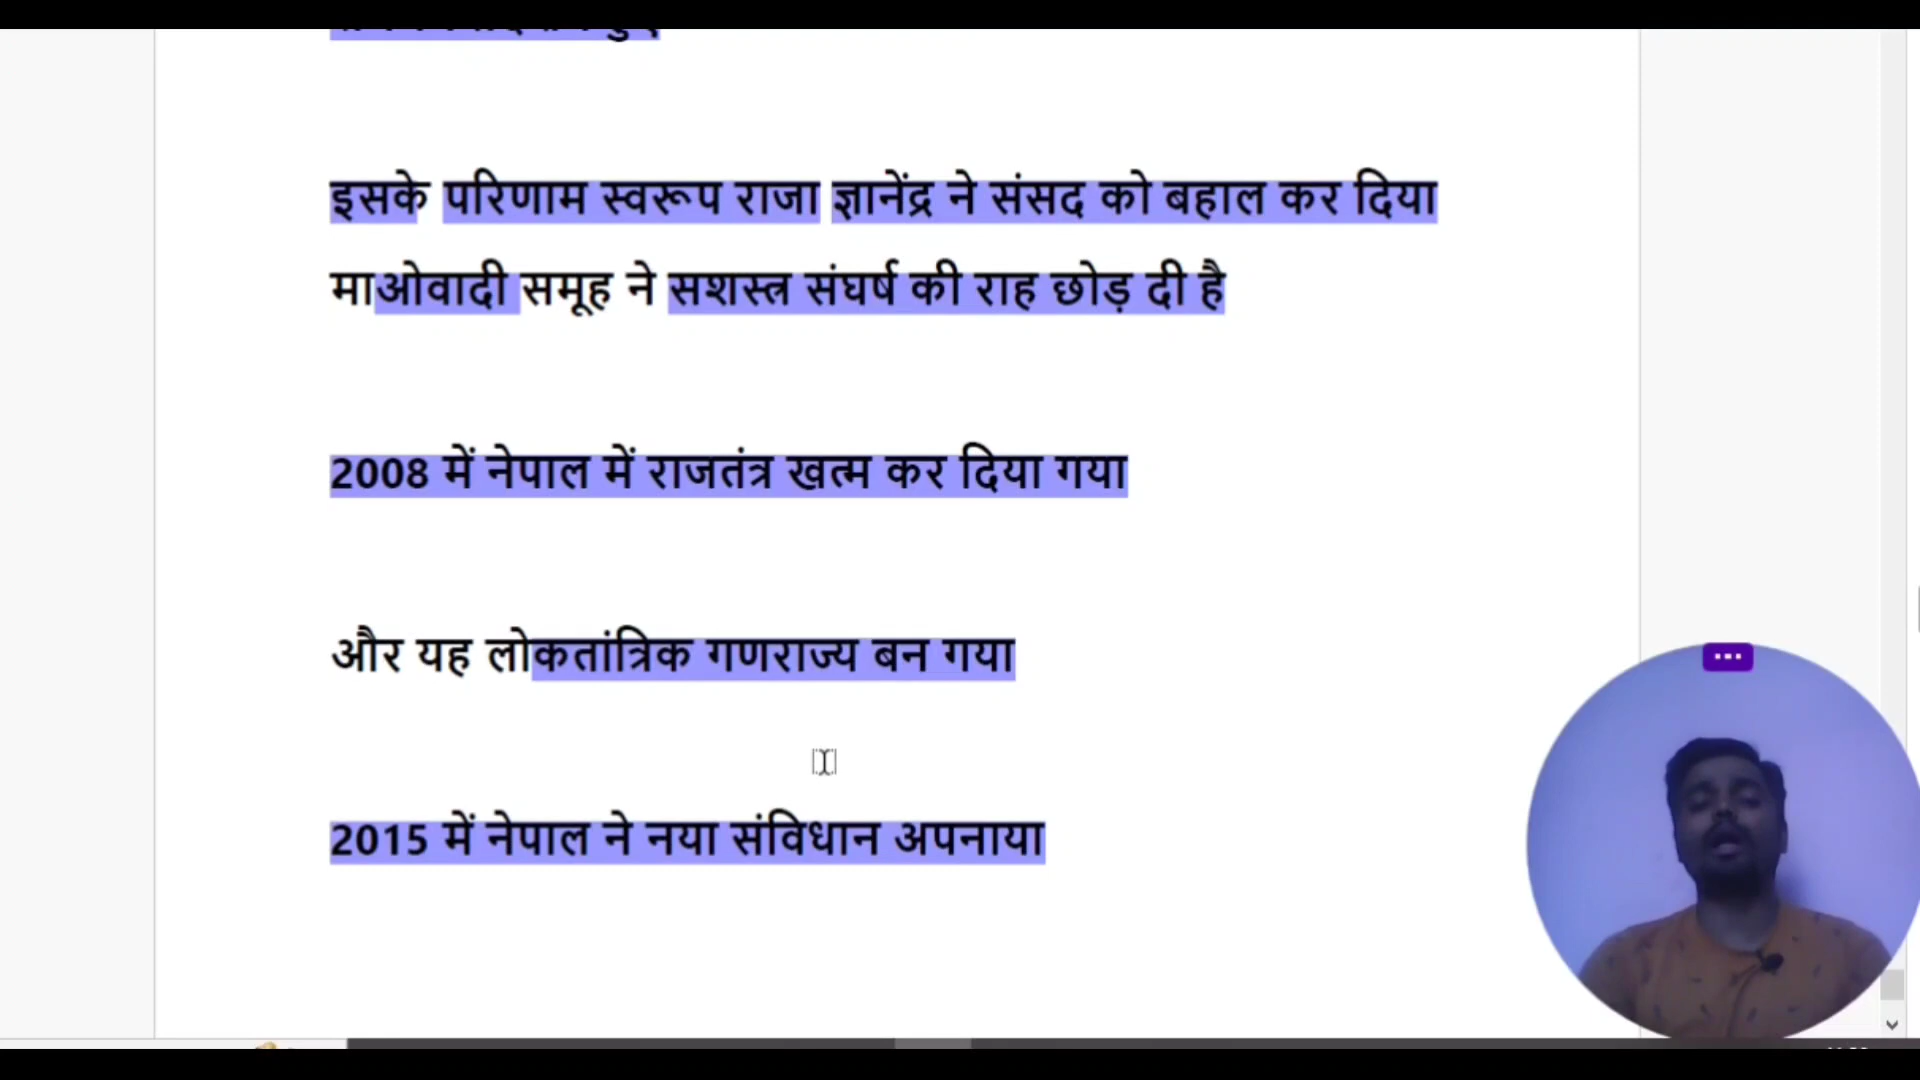 इसके परिणाम स्वरूप राजा ज्ञानेंद्र ने संसद को बहाल कर दिया
माओवादी समूह ने सशस्त्र संघर्ष की राह छोड़ दी है
2008 में नेपाल में राजतंत्र खत्म कर दिया गया
और यह लोकतांत्रिक गणराज्य बन गया
2015 में नेपाल ने नया संविधान अपनाया